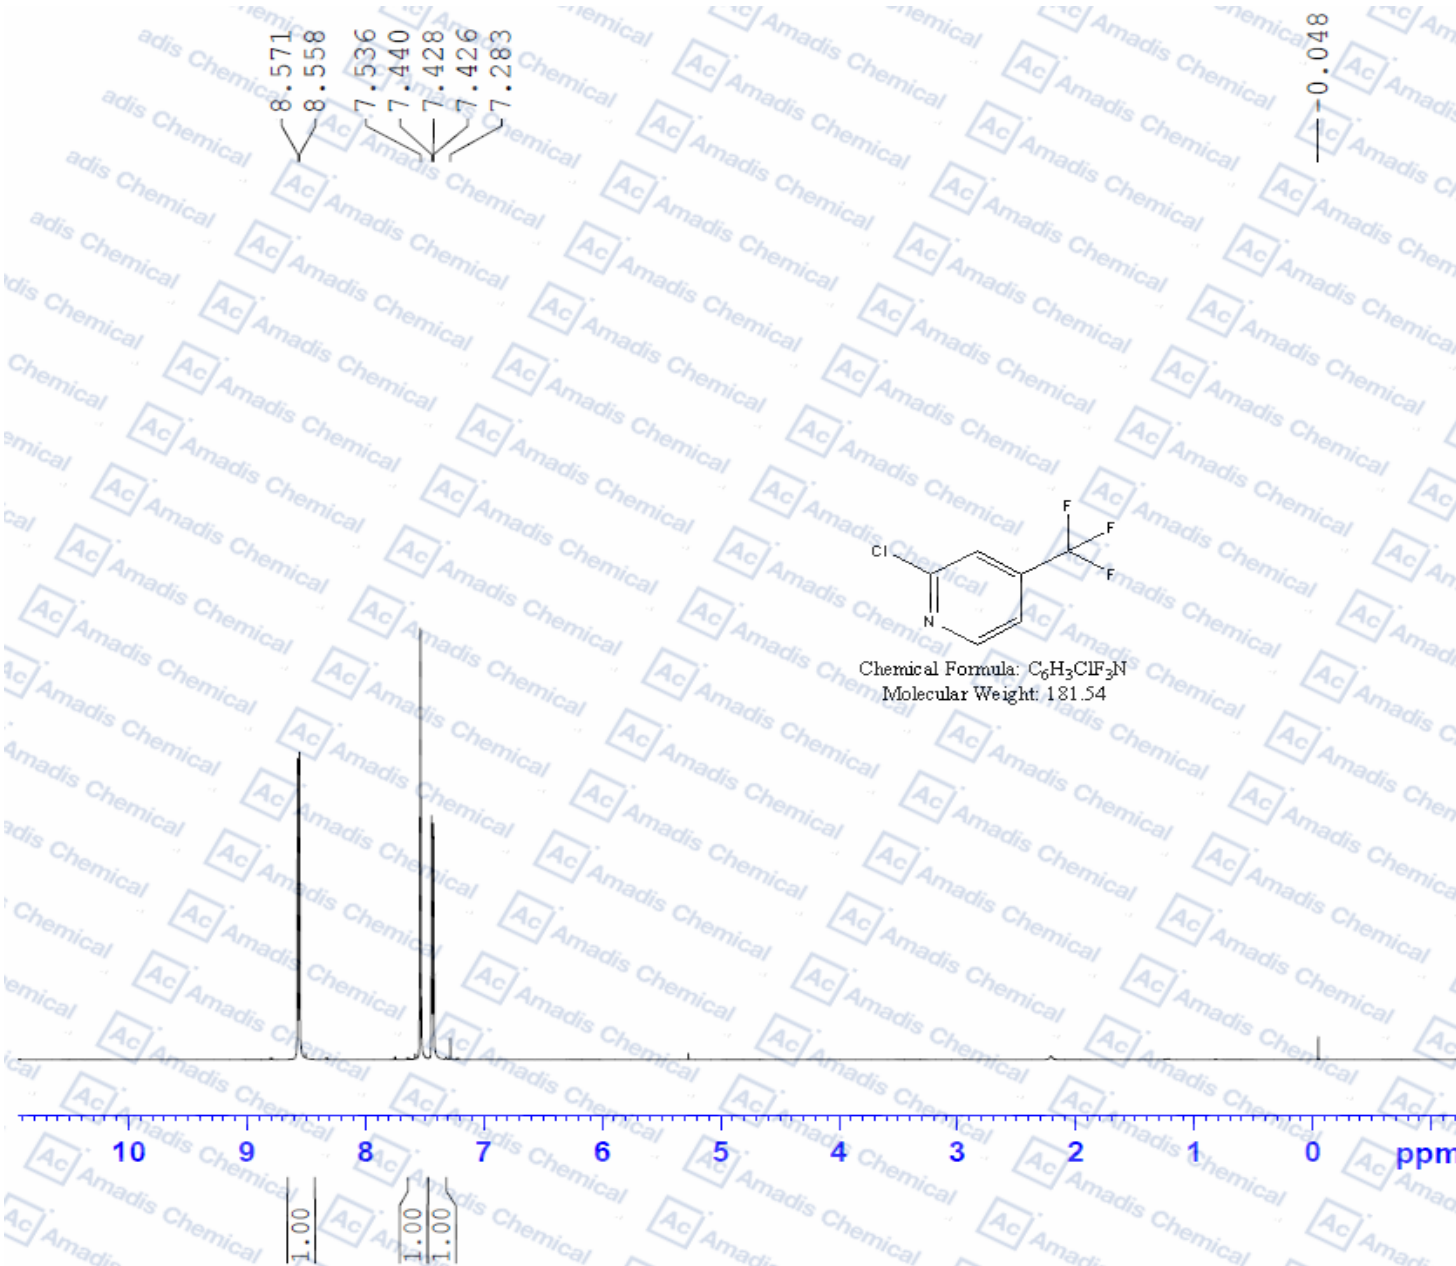 8.571
8.558
7.536
7.440
7.428
7.426
7.283
-0.048
F
F
F
Cl
N
Chemical Formula: C₆H₃ClF₃N
Molecular Weight: 181.54
10 9 8 7 6 5 4 3 2 1 0 ppm
1.00
1.00
1.00
Ac Amadis Chemical